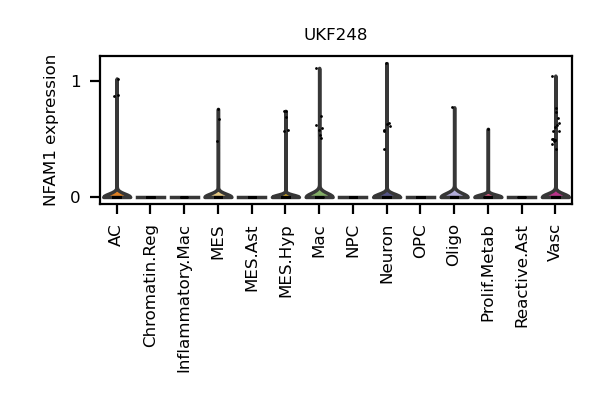 UKF248
NFAM1 expression
1
0
AC
Chromatin.Reg
Inflammatory.Mac
MES
MES.Ast
MES.Hyp
Mac
NPC
Neuron
OPC
Oligo
Prolif.Metab
Reactive.Ast
Vasc